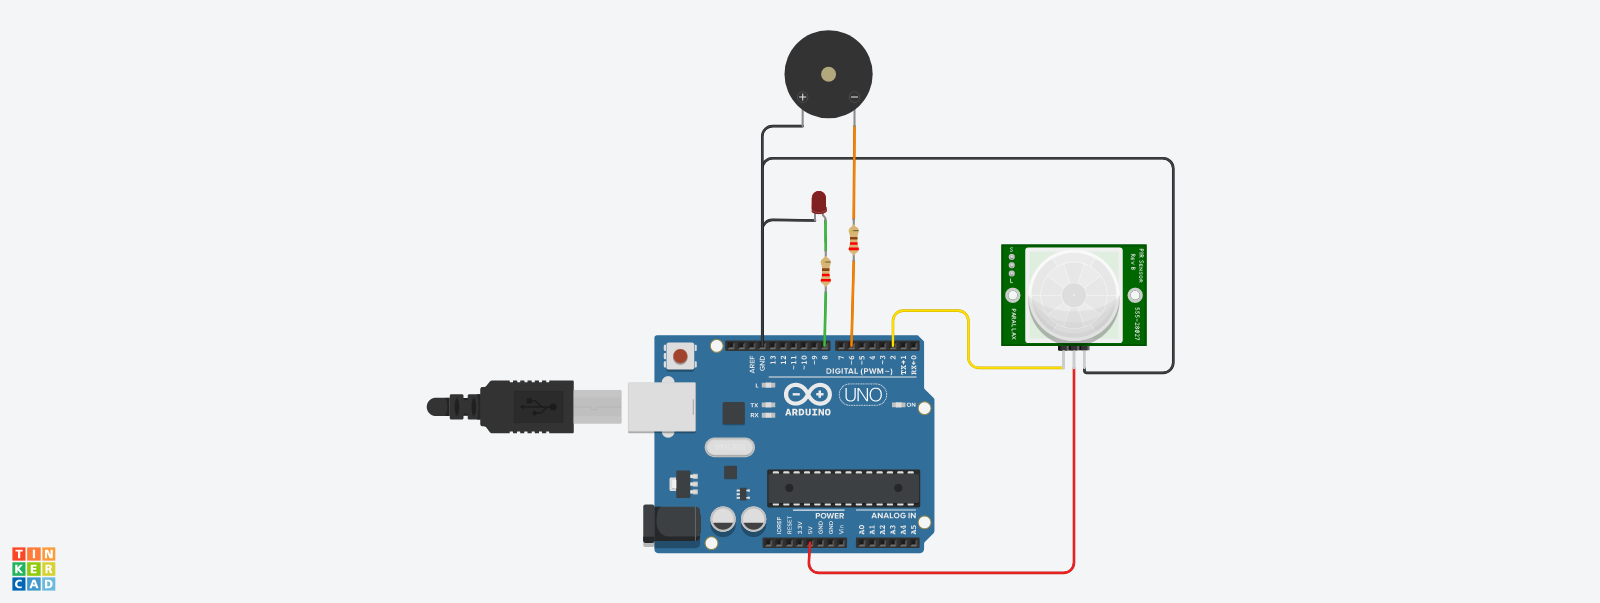 + −
S
L
PIR SENSOR
Rev B
PARALLAX
555-28027
AREF
GND
13
12
~11
~10
~9
8
7
~6
~5
4
~3
2
TX→1
RX←0
DIGITAL (PWM~)
L
TX
RX
ARDUINO
UNO
ON
POWER
ANALOG IN
IOREF
RESET
3.3V
5V
GND
GND
Vin
A0
A1
A2
A3
A4
A5
TIN
KER
CAD